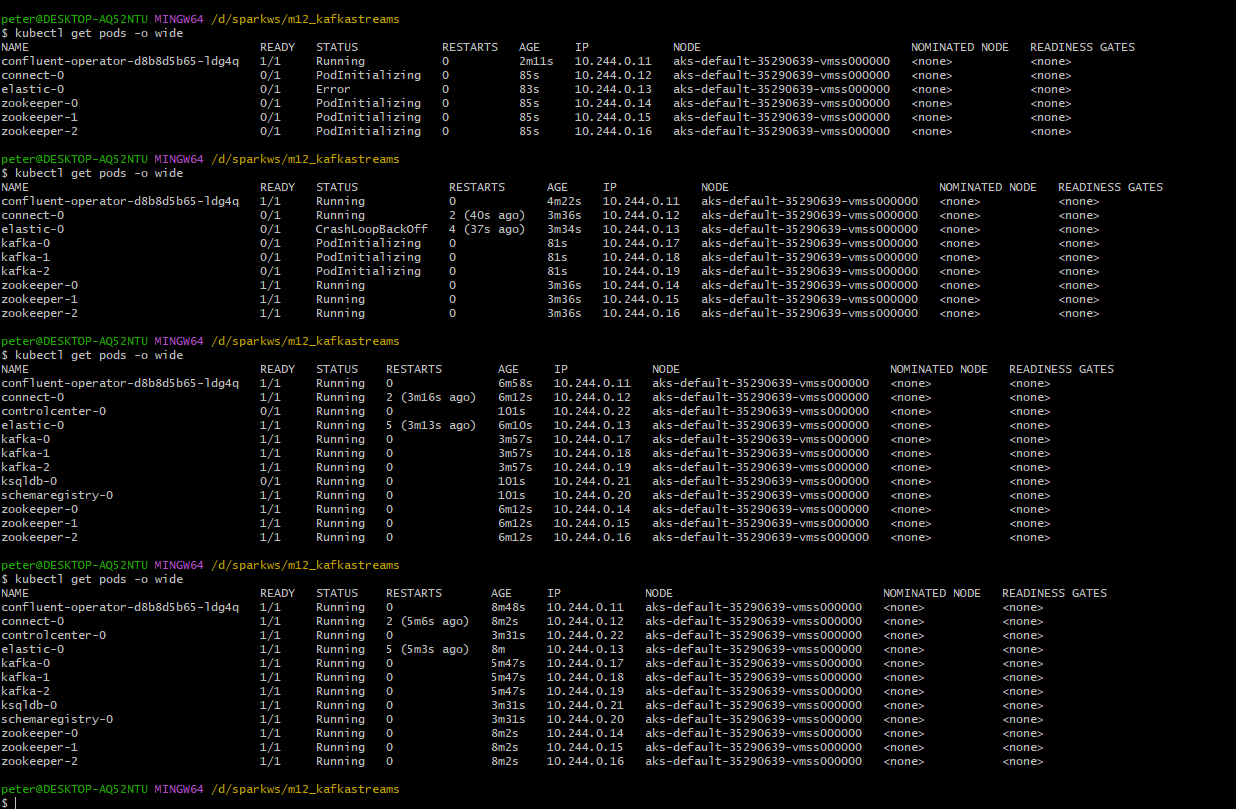 peter@DESKTOP-AQ52NTU MINGW64 /d/sparkws/m12_kafkastreams
$ kubectl get pods -o wide
NAME READY STATUS RESTARTS AGE IP NODE NOMINATED NODE READINESS GATES
confluent-operator-d8b8d5b65-ldg4q 1/1 Running 0 2m11s 10.244.0.11 aks-default-35290639-vmss000000 <none> <none>
connect-0 0/1 PodInitializing 0 85s 10.244.0.12 aks-default-35290639-vmss000000 <none> <none>
elastic-0 0/1 Error 0 83s 10.244.0.13 aks-default-35290639-vmss000000 <none> <none>
zookeeper-0 0/1 PodInitializing 0 85s 10.244.0.14 aks-default-35290639-vmss000000 <none> <none>
zookeeper-1 0/1 PodInitializing 0 85s 10.244.0.15 aks-default-35290639-vmss000000 <none> <none>
zookeeper-2 0/1 PodInitializing 0 85s 10.244.0.16 aks-default-35290639-vmss000000 <none> <none>
peter@DESKTOP-AQ52NTU MINGW64 /d/sparkws/m12_kafkastreams
$ kubectl get pods -o wide
NAME READY STATUS RESTARTS AGE IP NODE NOMINATED NODE READINESS GATES
confluent-operator-d8b8d5b65-ldg4q 1/1 Running 0 4m22s 10.244.0.11 aks-default-35290639-vmss000000 <none> <none>
connect-0 0/1 Running 2 (40s ago) 3m36s 10.244.0.12 aks-default-35290639-vmss000000 <none> <none>
elastic-0 0/1 CrashLoopBackOff 4 (37s ago) 3m34s 10.244.0.13 aks-default-35290639-vmss000000 <none> <none>
kafka-0 0/1 PodInitializing 0 81s 10.244.0.17 aks-default-35290639-vmss000000 <none> <none>
kafka-1 0/1 PodInitializing 0 81s 10.244.0.18 aks-default-35290639-vmss000000 <none> <none>
kafka-2 0/1 PodInitializing 0 81s 10.244.0.19 aks-default-35290639-vmss000000 <none> <none>
zookeeper-0 1/1 Running 0 3m36s 10.244.0.14 aks-default-35290639-vmss000000 <none> <none>
zookeeper-1 1/1 Running 0 3m36s 10.244.0.15 aks-default-35290639-vmss000000 <none> <none>
zookeeper-2 1/1 Running 0 3m36s 10.244.0.16 aks-default-35290639-vmss000000 <none> <none>
peter@DESKTOP-AQ52NTU MINGW64 /d/sparkws/m12_kafkastreams
$ kubectl get pods -o wide
NAME READY STATUS RESTARTS AGE IP NODE NOMINATED NODE READINESS GATES
confluent-operator-d8b8d5b65-ldg4q 1/1 Running 0 6m58s 10.244.0.11 aks-default-35290639-vmss000000 <none> <none>
connect-0 1/1 Running 2 (3m16s ago) 6m12s 10.244.0.12 aks-default-35290639-vmss000000 <none> <none>
controlcenter-0 0/1 Running 0 101s 10.244.0.22 aks-default-35290639-vmss000000 <none> <none>
elastic-0 1/1 Running 5 (3m13s ago) 6m10s 10.244.0.13 aks-default-35290639-vmss000000 <none> <none>
kafka-0 1/1 Running 0 3m57s 10.244.0.17 aks-default-35290639-vmss000000 <none> <none>
kafka-1 1/1 Running 0 3m57s 10.244.0.18 aks-default-35290639-vmss000000 <none> <none>
kafka-2 1/1 Running 0 3m57s 10.244.0.19 aks-default-35290639-vmss000000 <none> <none>
ksqldb-0 0/1 Running 0 101s 10.244.0.21 aks-default-35290639-vmss000000 <none> <none>
schemaregistry-0 1/1 Running 0 101s 10.244.0.20 aks-default-35290639-vmss000000 <none> <none>
zookeeper-0 1/1 Running 0 6m12s 10.244.0.14 aks-default-35290639-vmss000000 <none> <none>
zookeeper-1 1/1 Running 0 6m12s 10.244.0.15 aks-default-35290639-vmss000000 <none> <none>
zookeeper-2 1/1 Running 0 6m12s 10.244.0.16 aks-default-35290639-vmss000000 <none> <none>
peter@DESKTOP-AQ52NTU MINGW64 /d/sparkws/m12_kafkastreams
$ kubectl get pods -o wide
NAME READY STATUS RESTARTS AGE IP NODE NOMINATED NODE READINESS GATES
confluent-operator-d8b8d5b65-ldg4q 1/1 Running 0 8m48s 10.244.0.11 aks-default-35290639-vmss000000 <none> <none>
connect-0 1/1 Running 2 (5m6s ago) 8m2s 10.244.0.12 aks-default-35290639-vmss000000 <none> <none>
controlcenter-0 1/1 Running 0 3m31s 10.244.0.22 aks-default-35290639-vmss000000 <none> <none>
elastic-0 1/1 Running 5 (5m3s ago) 8m 10.244.0.13 aks-default-35290639-vmss000000 <none> <none>
kafka-0 1/1 Running 0 5m47s 10.244.0.17 aks-default-35290639-vmss000000 <none> <none>
kafka-1 1/1 Running 0 5m47s 10.244.0.18 aks-default-35290639-vmss000000 <none> <none>
kafka-2 1/1 Running 0 5m47s 10.244.0.19 aks-default-35290639-vmss000000 <none> <none>
ksqldb-0 1/1 Running 0 3m31s 10.244.0.21 aks-default-35290639-vmss000000 <none> <none>
schemaregistry-0 1/1 Running 0 3m31s 10.244.0.20 aks-default-35290639-vmss000000 <none> <none>
zookeeper-0 1/1 Running 0 8m2s 10.244.0.14 aks-default-35290639-vmss000000 <none> <none>
zookeeper-1 1/1 Running 0 8m2s 10.244.0.15 aks-default-35290639-vmss000000 <none> <none>
zookeeper-2 1/1 Running 0 8m2s 10.244.0.16 aks-default-35290639-vmss000000 <none> <none>
peter@DESKTOP-AQ52NTU MINGW64 /d/sparkws/m12_kafkastreams
$